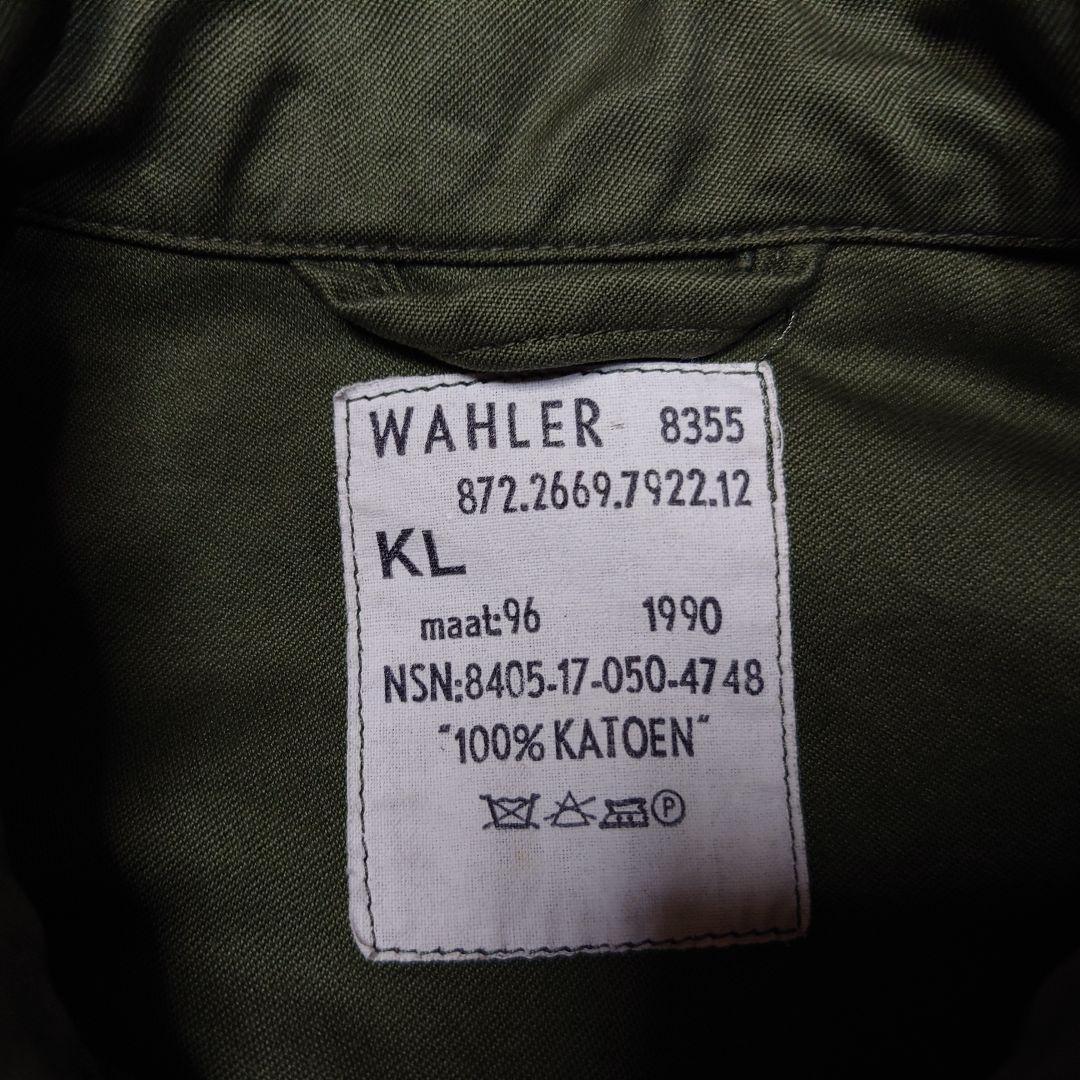 WAHLER 8355
872.2669.7922.12
KL
maat:96 1990
NSN:8405-17-050-4748
"100% KATOEN"
P